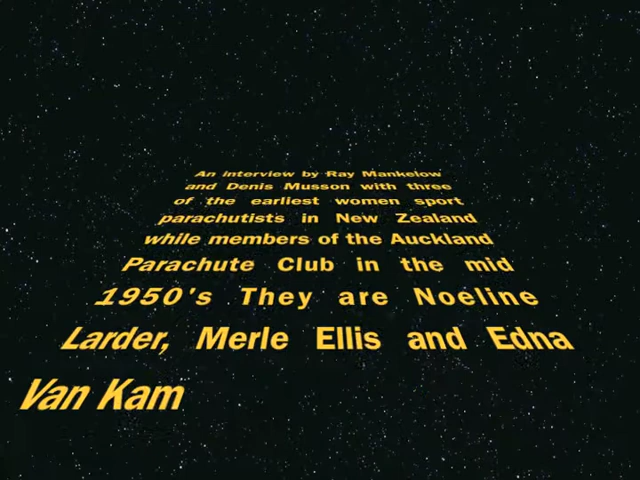 An interview by Ray Mankelow
and Denis Musson with three
of the earliest women sport
parachutists in New Zealand
while members of the Auckland
Parachute Club in the mid
1950's They are Noeline
Larder, Merle Ellis and Edna
Van Kam